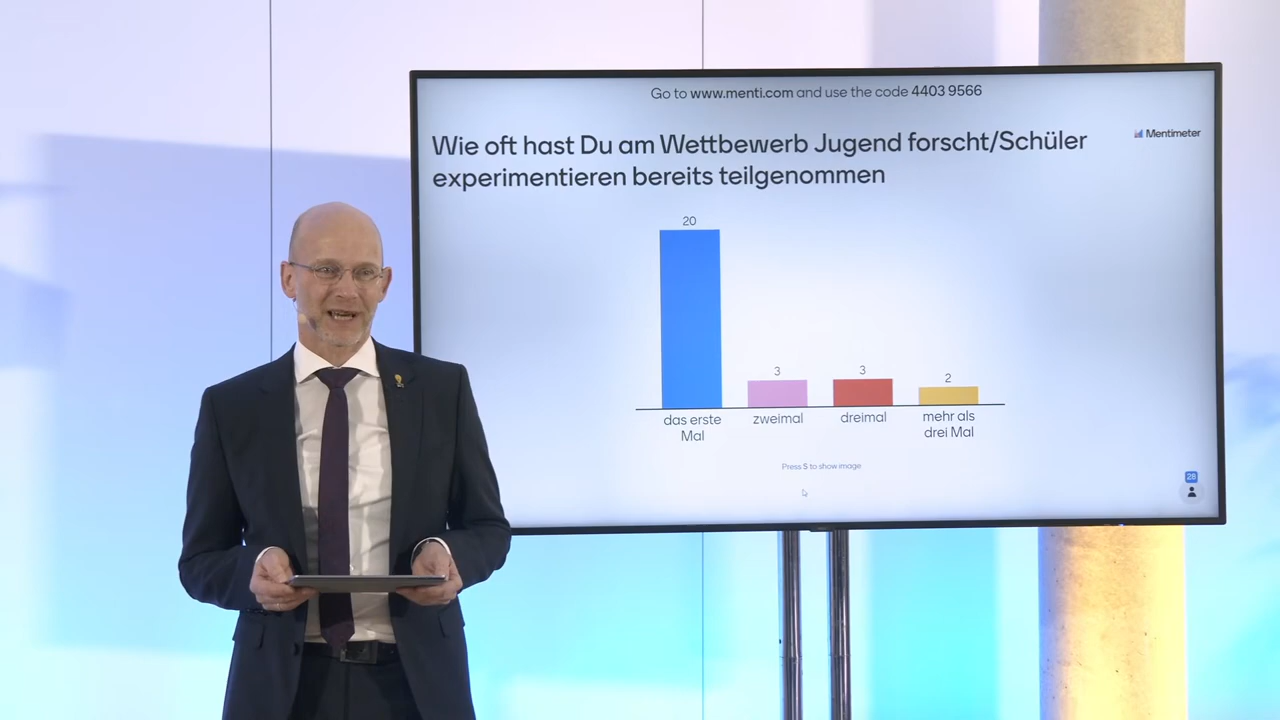 Go to www.menti.com and use the code 4403 9566
Wie oft hast Du am Wettbewerb Jugend forscht/Schüler
experimentieren bereits teilgenommen
Mentimeter
20
3
3
2
das erste
Mal
zweimal
dreimal
mehr als
drei Mal
Press S to show image
28